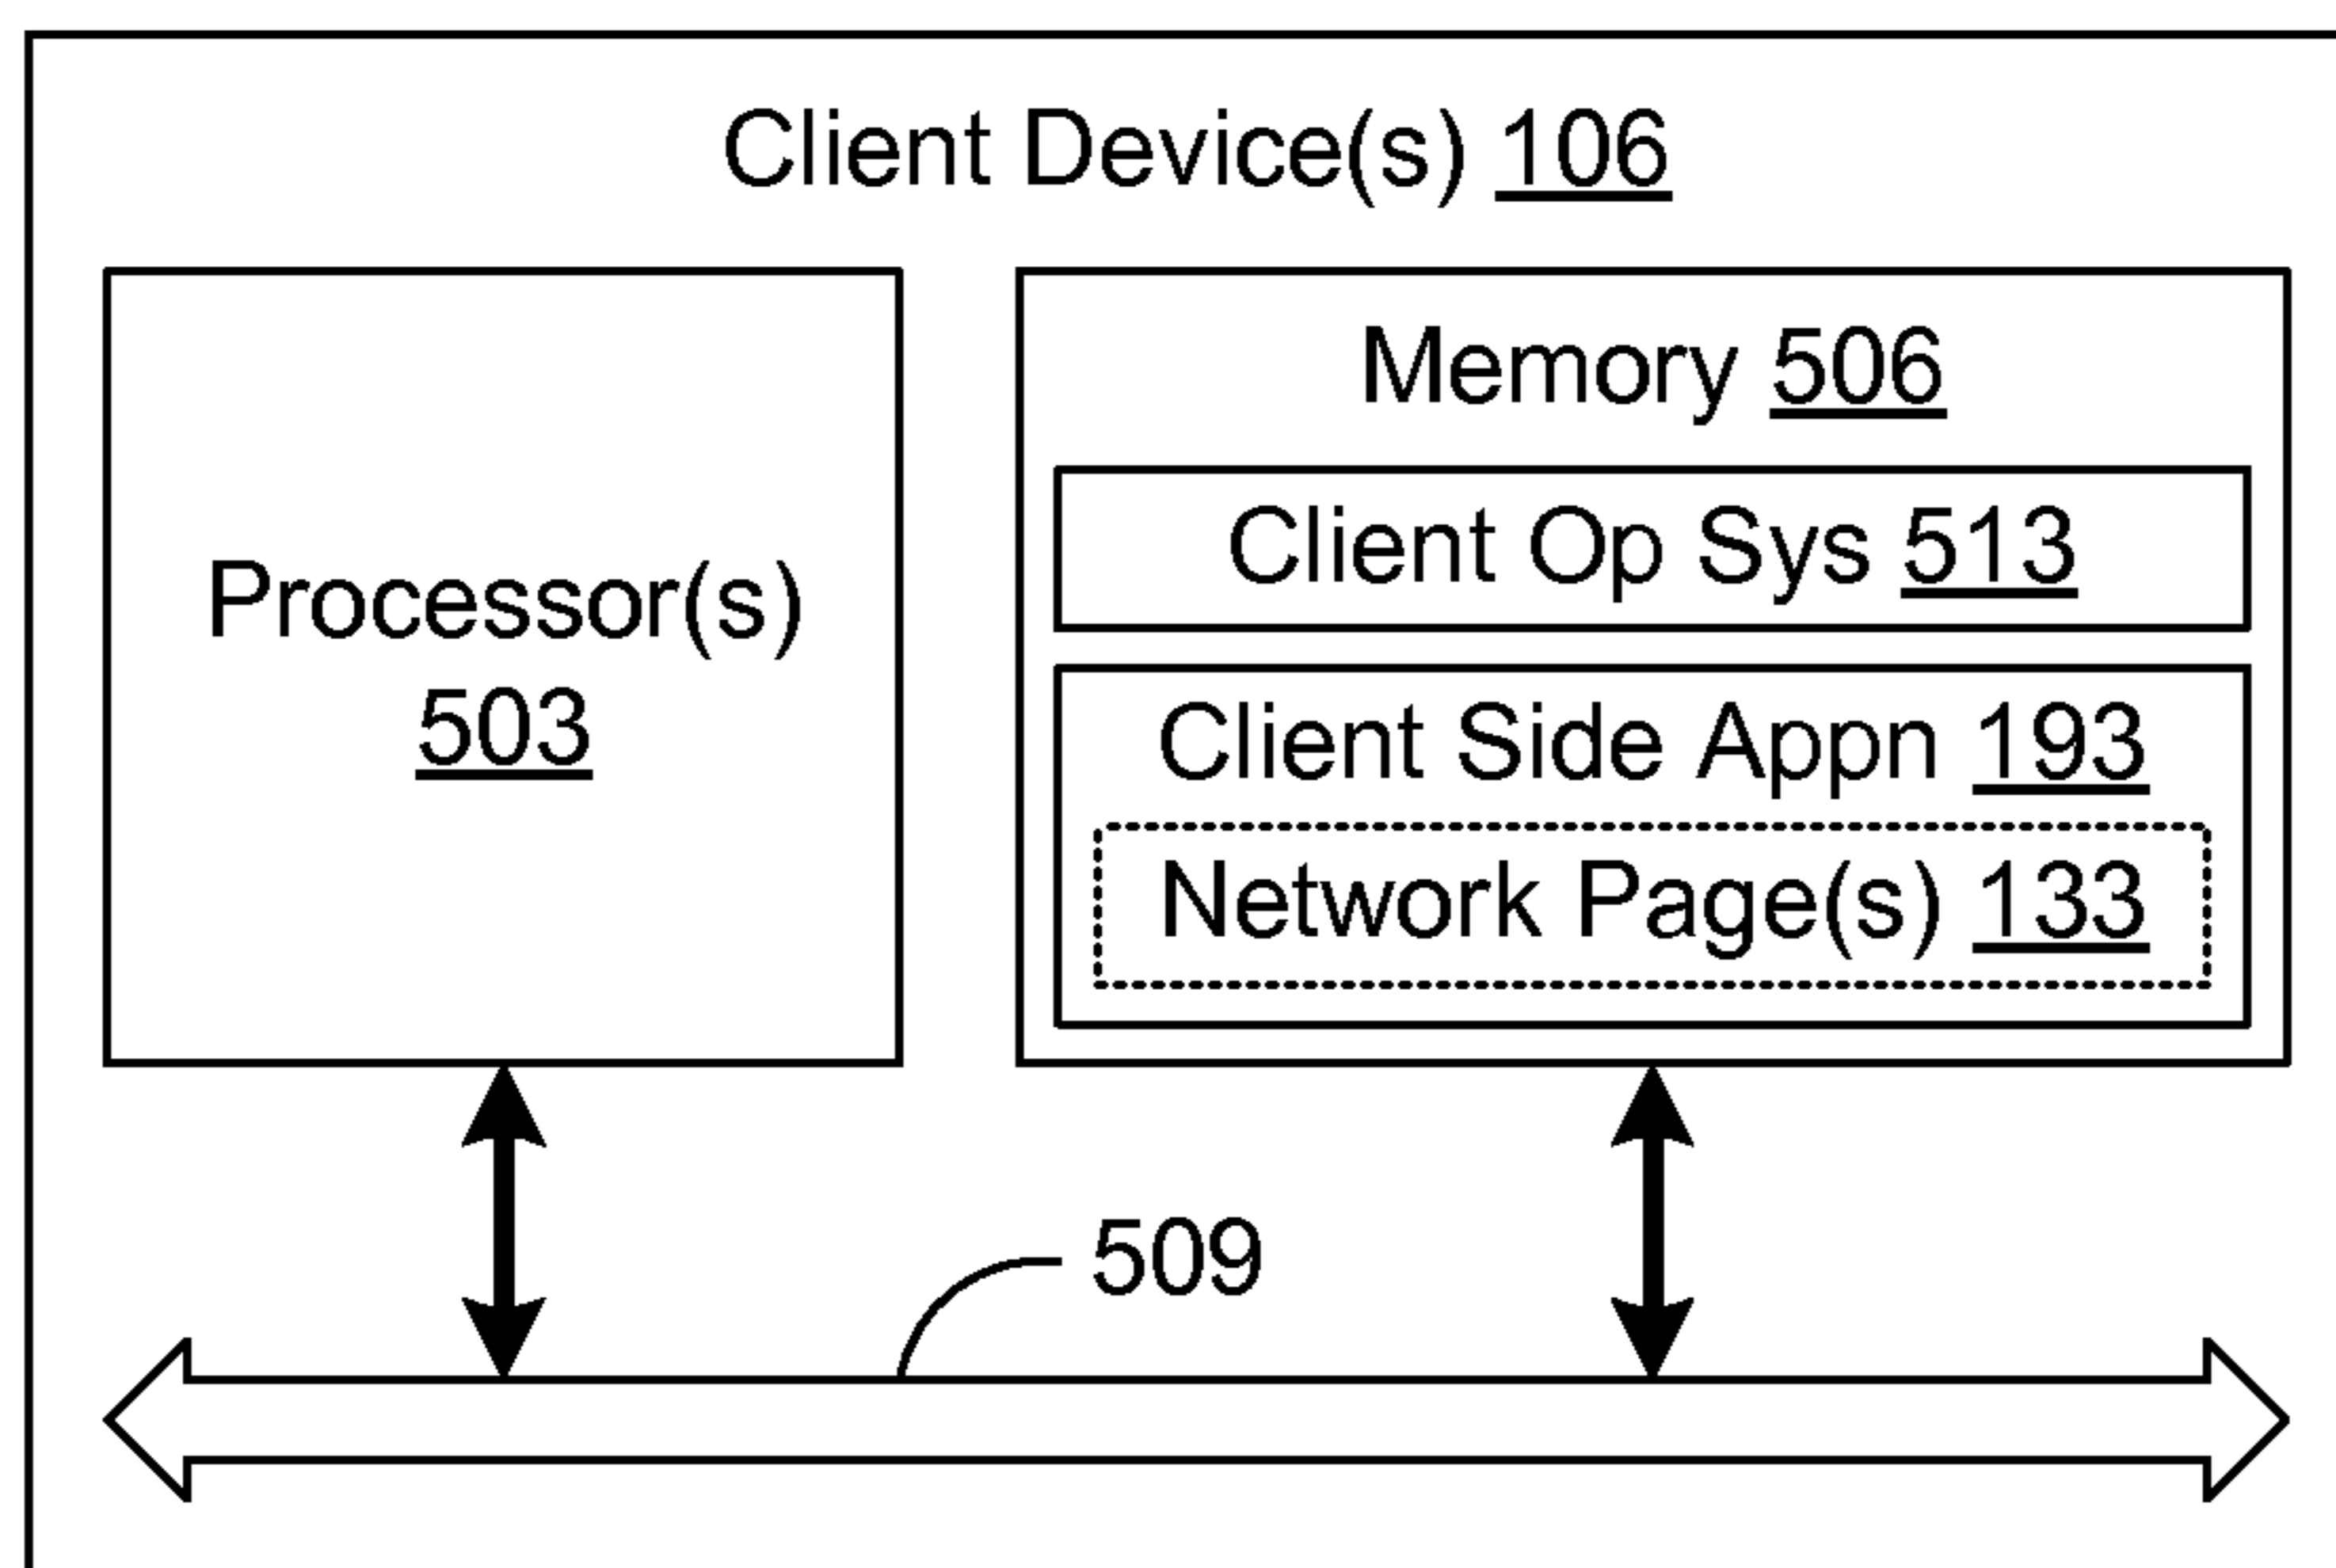 Client Device(s) 106
Processor(s)
503
Memory 506
Client Op Sys 513
Client Side Appn 193
Network Page(s) 133
509